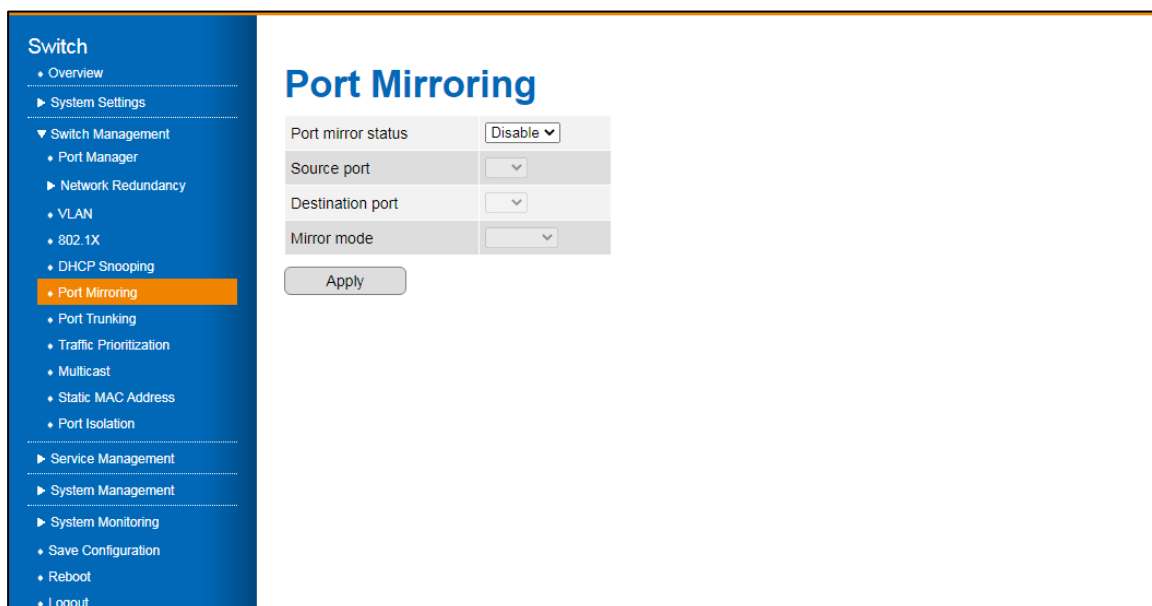 Switch
Overview
System Settings
Switch Management
Port Manager
Network Redundancy
VLAN
802.1X
DHCP Snooping
Port Mirroring
Port Trunking
Traffic Prioritization
Multicast
Static MAC Address
Port Isolation
Service Management
System Management
System Monitoring
Save Configuration
Reboot
Logout
Port Mirroring
Port mirror status Disable
Source port
Destination port
Mirror mode
Apply